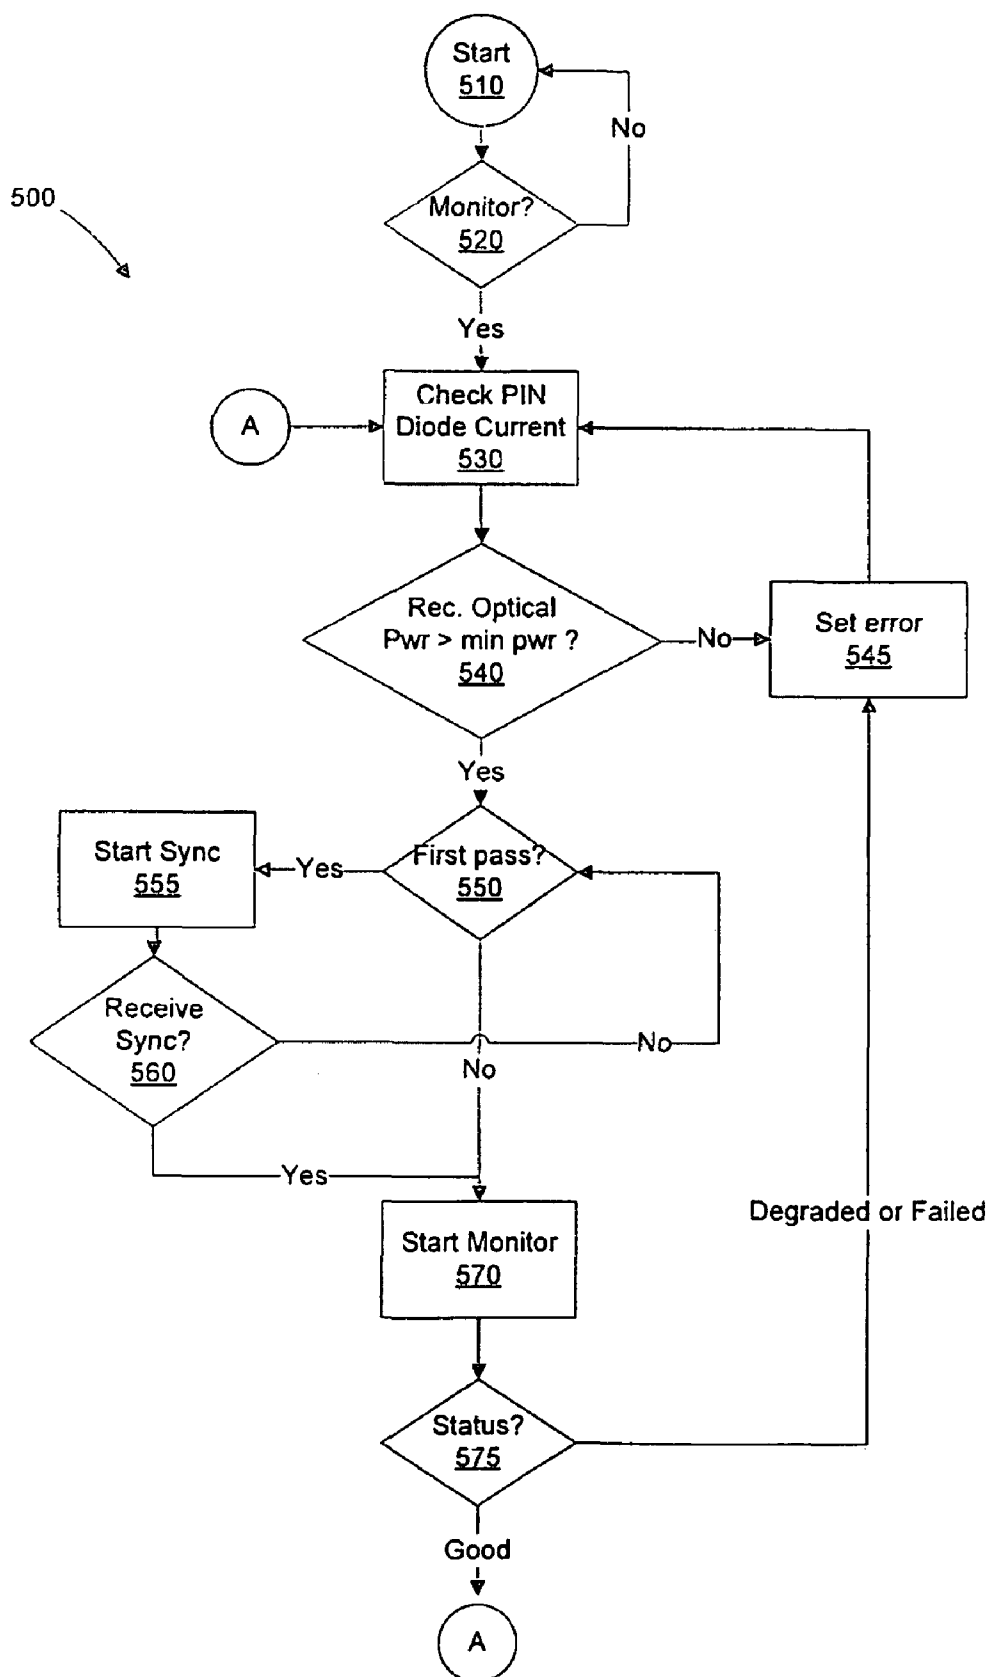 Start
510
No
500
Monitor?
520
Yes
Check PIN
Diode Current
530
A
Rec. Optical
Pwr > min pwr ?
540
No
Set error
545
Yes
First pass?
550
Yes
Start Sync
555
Receive
Sync?
560
No
No
Yes
Start Monitor
570
Degraded or Failed
Status?
575
Good
A